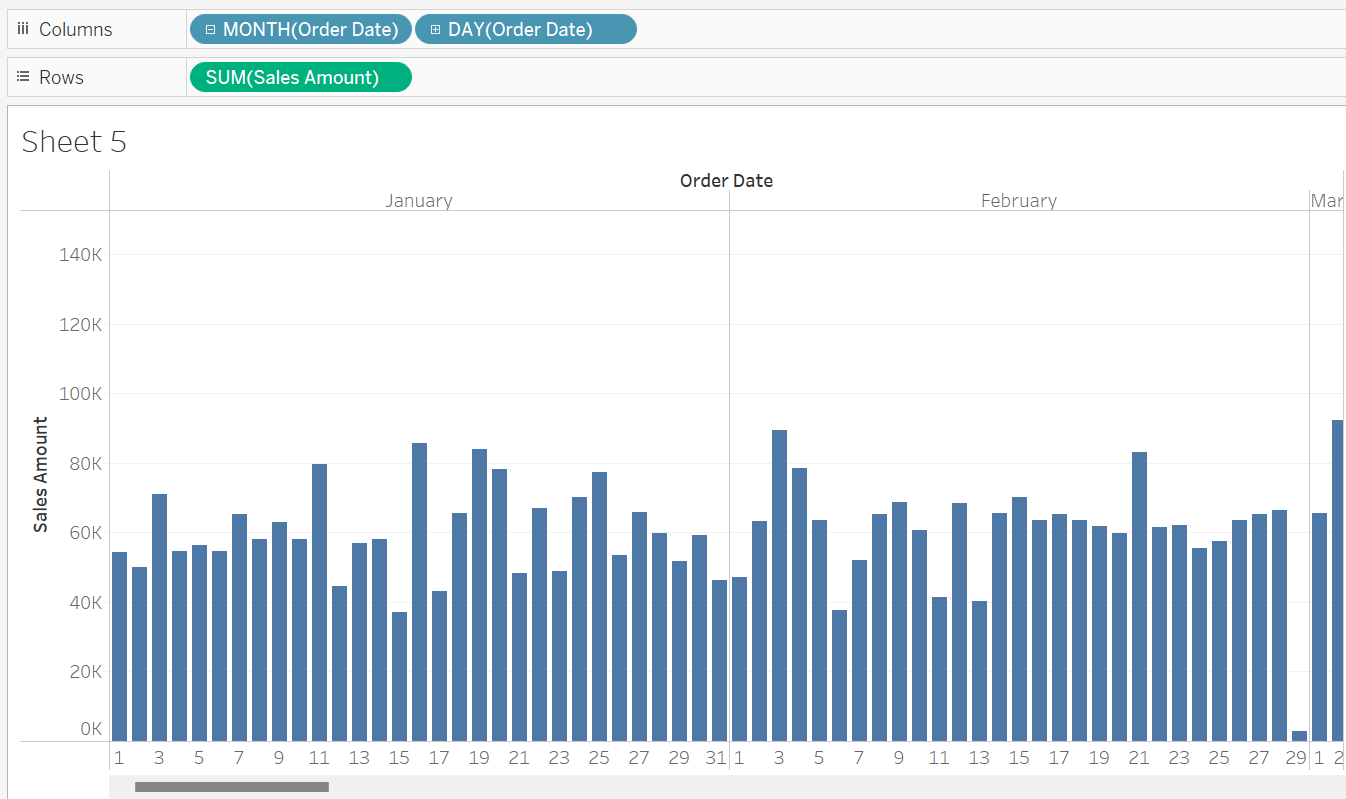 Columns MONTH(Order Date) DAY(Order Date)
Rows SUM(Sales Amount)
Sheet 5
Order Date
January February Mar
140K
120K
100K
80K
60K
40K
20K
0K
Sales Amount
1 3 5 7 9 11 13 15 17 19 21 23 25 27 29 31 1 3 5 7 9 11 13 15 17 19 21 23 25 27 29 1 2